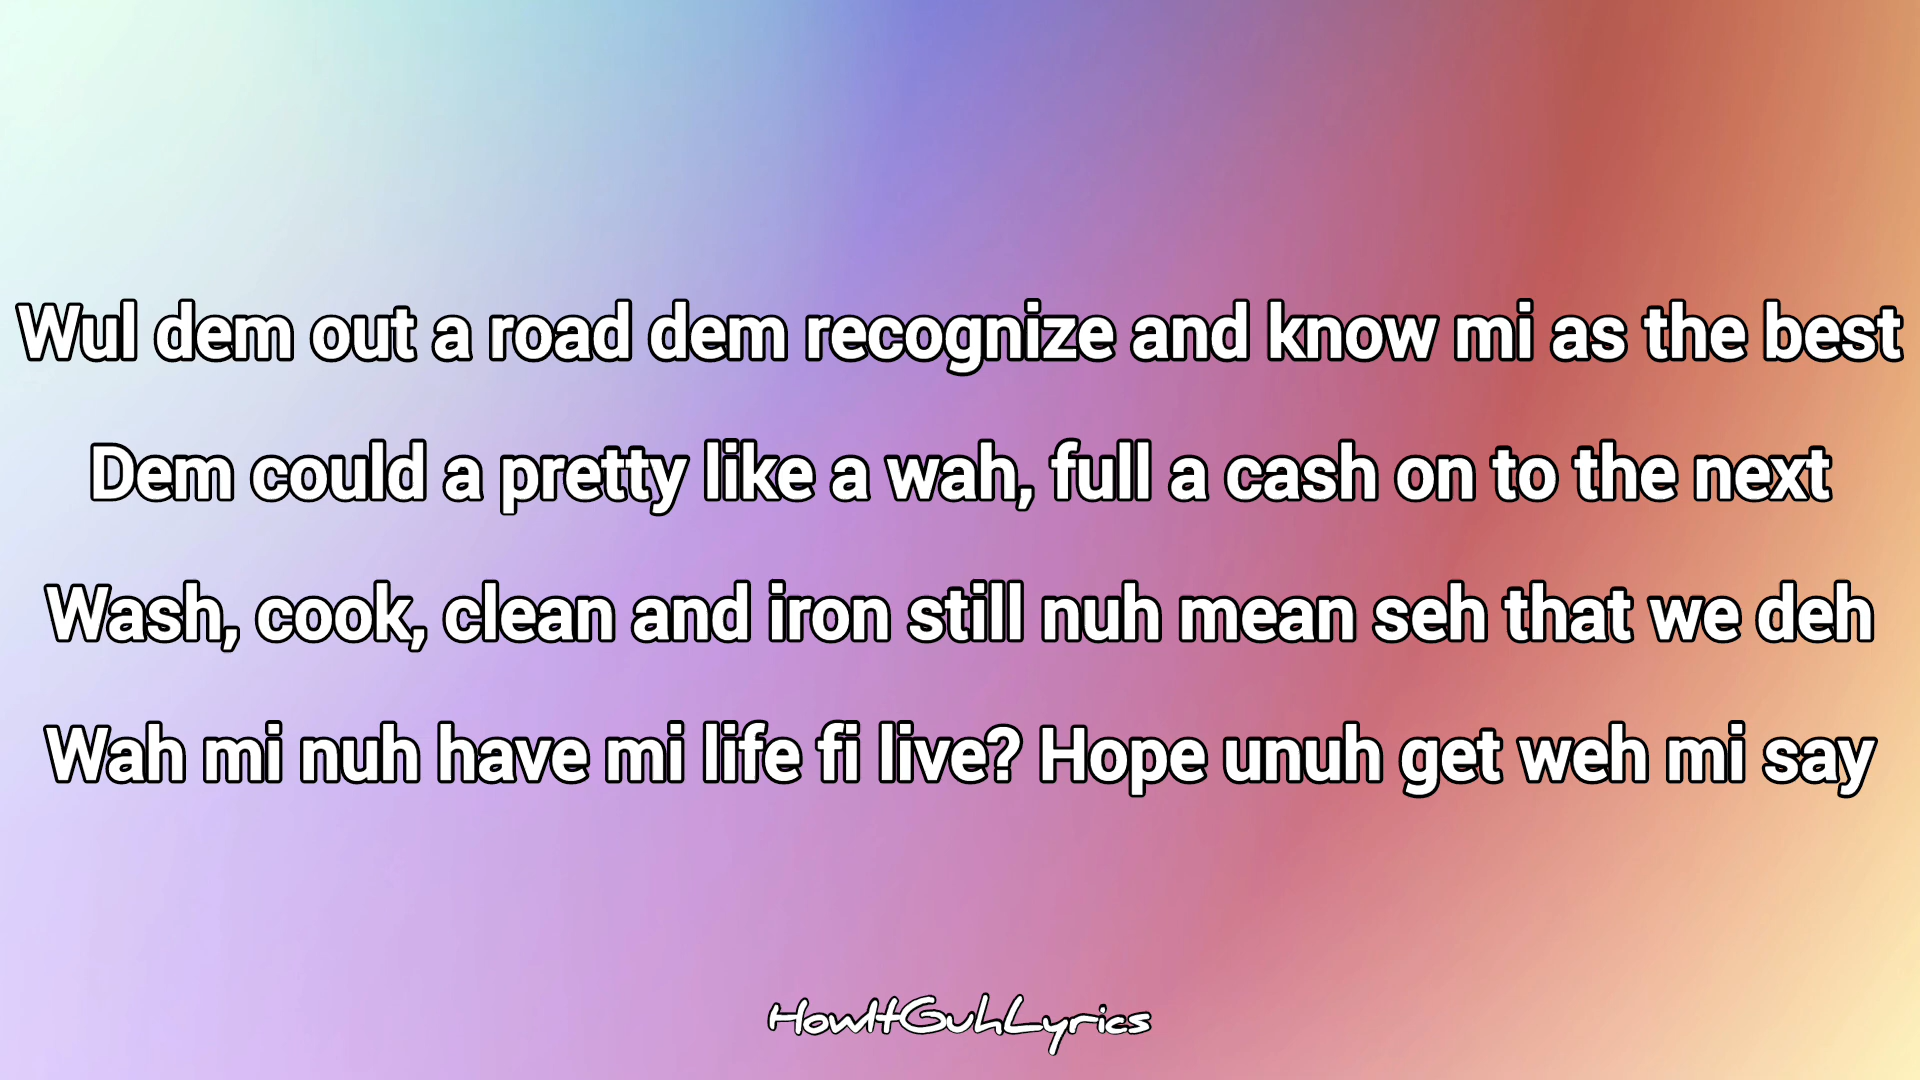 Wul dem out a road dem recognize and know mi as the best
Dem could a pretty like a wah, full a cash on to the next
Wash, cook, clean and iron still nuh mean seh that we deh
Wah mi nuh have mi life fi live? Hope unuh get weh mi say
HowItGuhLyrics